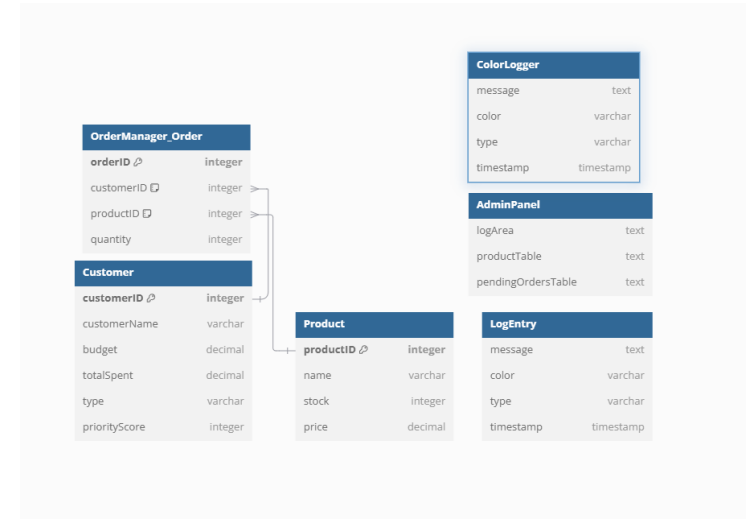 OrderManager_Order
orderID integer
customerID integer
productID integer
quantity integer
Customer
customerID integer
customerName varchar
budget decimal
totalSpent decimal
type varchar
priorityScore integer
Product
productID integer
name varchar
stock integer
price decimal
ColorLogger
message text
color varchar
type varchar
timestamp timestamp
AdminPanel
logArea text
productTable text
pendingOrdersTable text
LogEntry
message text
color varchar
type varchar
timestamp timestamp